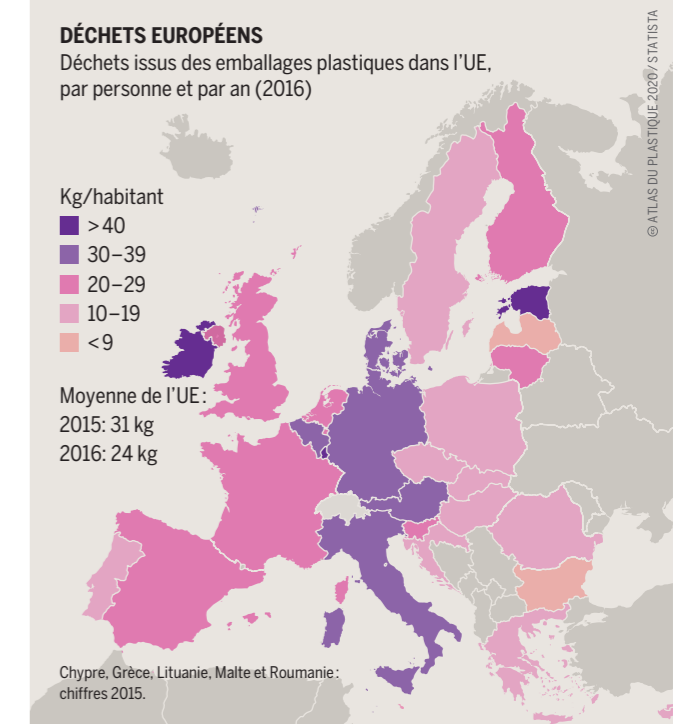 DÉCHETS EUROPÉENS
Déchets issus des emballages plastiques dans l’UE,
par personne et par an (2016)
Kg/habitant
>40
30–39
20–29
10–19
<9
Moyenne de l’UE :
2015: 31 kg
2016: 24 kg
Chypre, Grèce, Lituanie, Malte et Roumanie :
chiffres 2015.
ATLAS DU PLASTIQUE 2020 / STATISTA